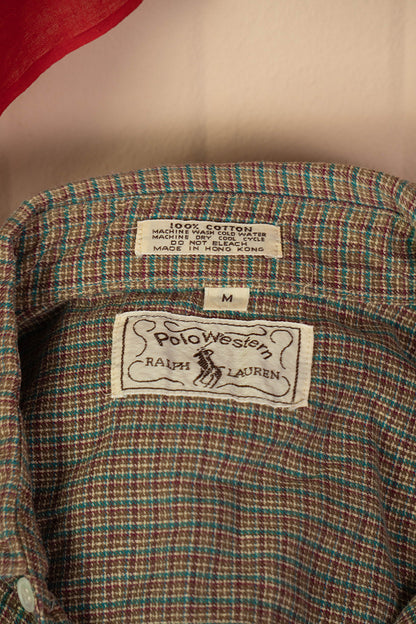 100% COTTON
MACHINE WASH COLD WATER
MACHINE DRY COOL CYCLE
DO NOT BLEACH
MADE IN HONG KONG
M
Polo Western
RALPH LAUREN